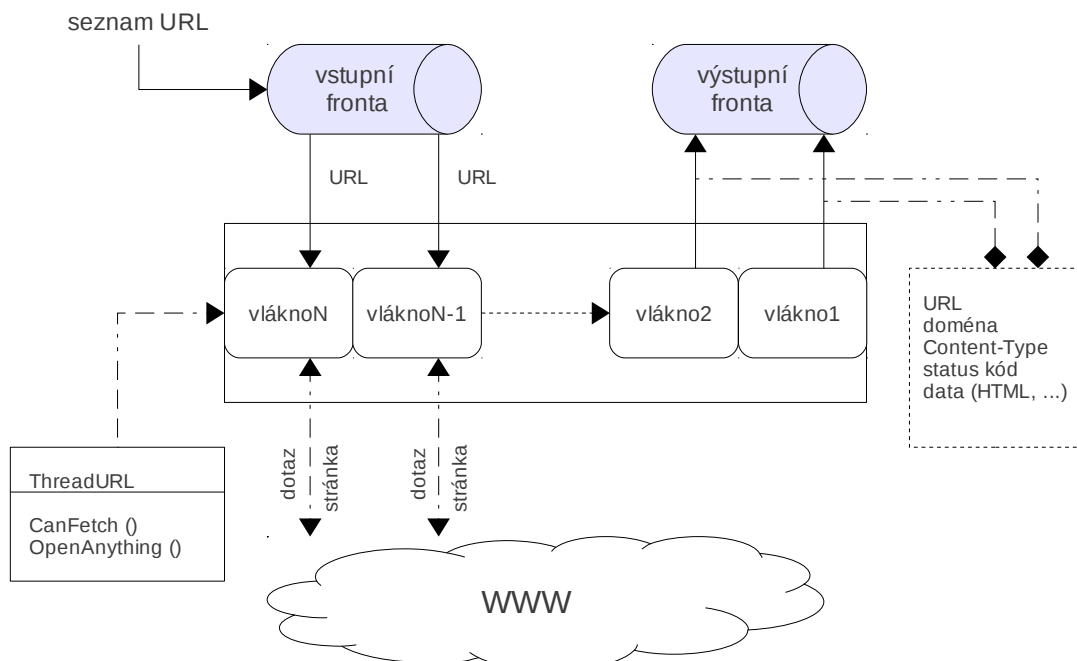 seznam URL
vstupní
fronta
výstupní
fronta
URL
URL
vláknoN
vláknoN-1
vlákno2
vlákno1
URL
doména
Content-Type
status kód
data (HTML, ...)
dotaz
stránka
dotaz
stránka
ThreadURL
CanFetch ()
OpenAnything ()
WWW